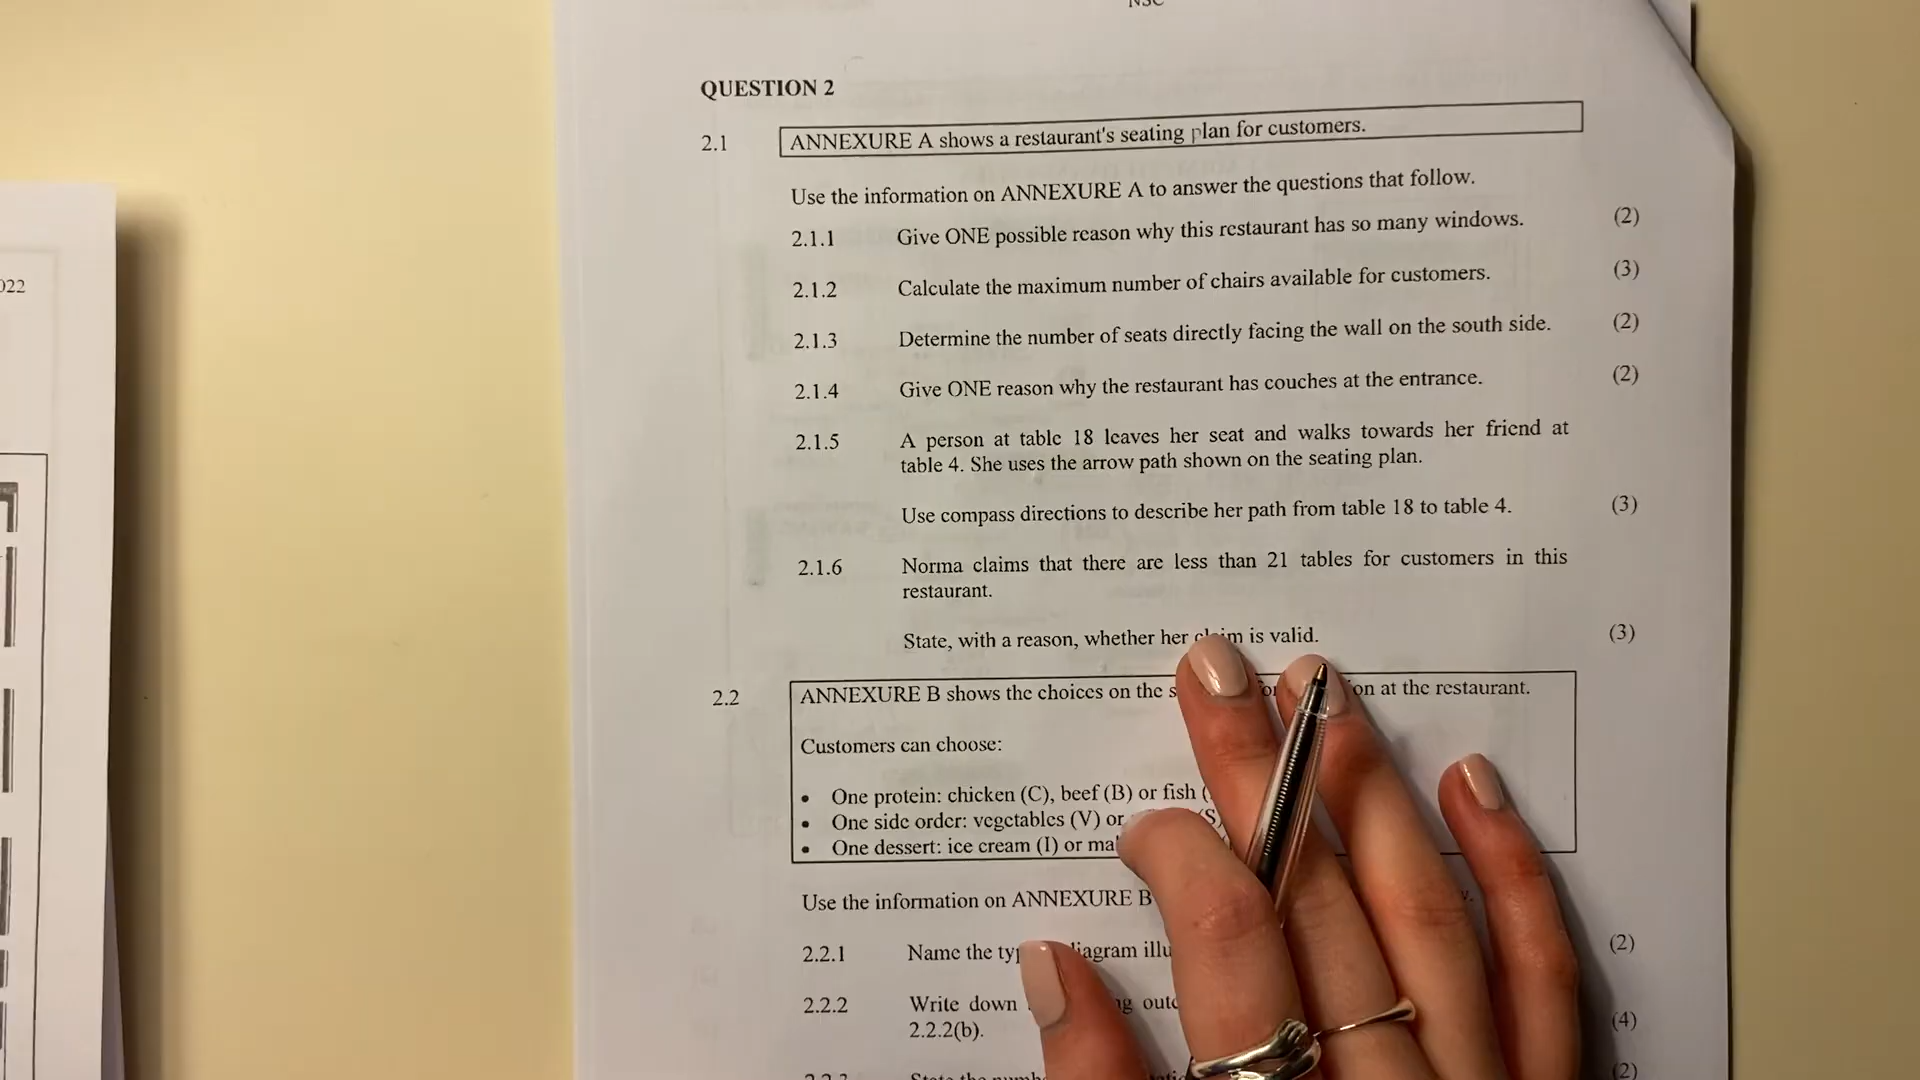 NSC
QUESTION 2
2.1 ANNEXURE A shows a restaurant's seating plan for customers.
Use the information on ANNEXURE A to answer the questions that follow.
2.1.1 Give ONE possible reason why this restaurant has so many windows. (2)
2.1.2 Calculate the maximum number of chairs available for customers. (3)
2.1.3 Determine the number of seats directly facing the wall on the south side. (2)
2.1.4 Give ONE reason why the restaurant has couches at the entrance. (2)
2.1.5 A person at table 18 leaves her seat and walks towards her friend at
table 4. She uses the arrow path shown on the seating plan.
Use compass directions to describe her path from table 18 to table 4. (3)
2.1.6 Norma claims that there are less than 21 tables for customers in this
restaurant.
State, with a reason, whether her claim is valid. (3)
2.2 ANNEXURE B shows the choices on the at the restaurant.
Customers can choose:
• One protein: chicken (C), beef (B) or fish
• One side order: vegetables (V) or (S)
• One dessert: ice cream (I) or
Use the information on ANNEXURE B
2.2.1 Name the diagram (2)
2.2.2 Write down
2.2.2(b). (4)
(2)
022